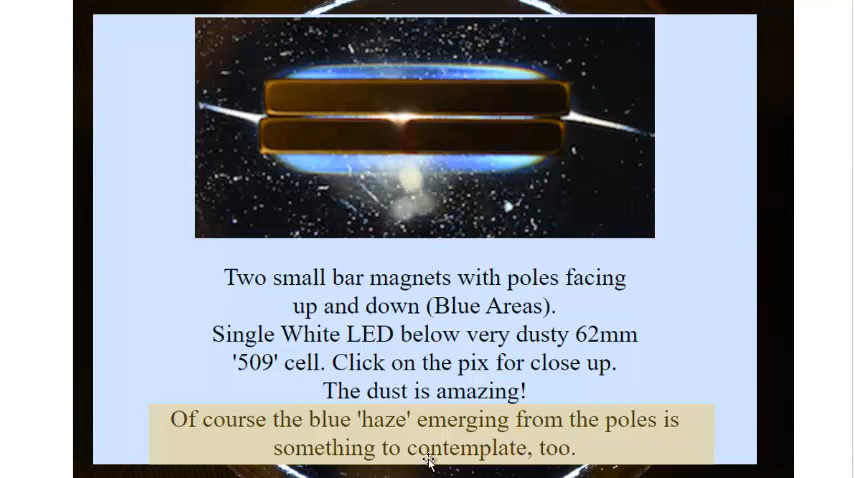 Two small bar magnets with poles facing
up and down (Blue Areas).
Single White LED below very dusty 62mm
'509' cell. Click on the pix for close up.
The dust is amazing!
Of course the blue 'haze' emerging from the poles is
something to contemplate, too.